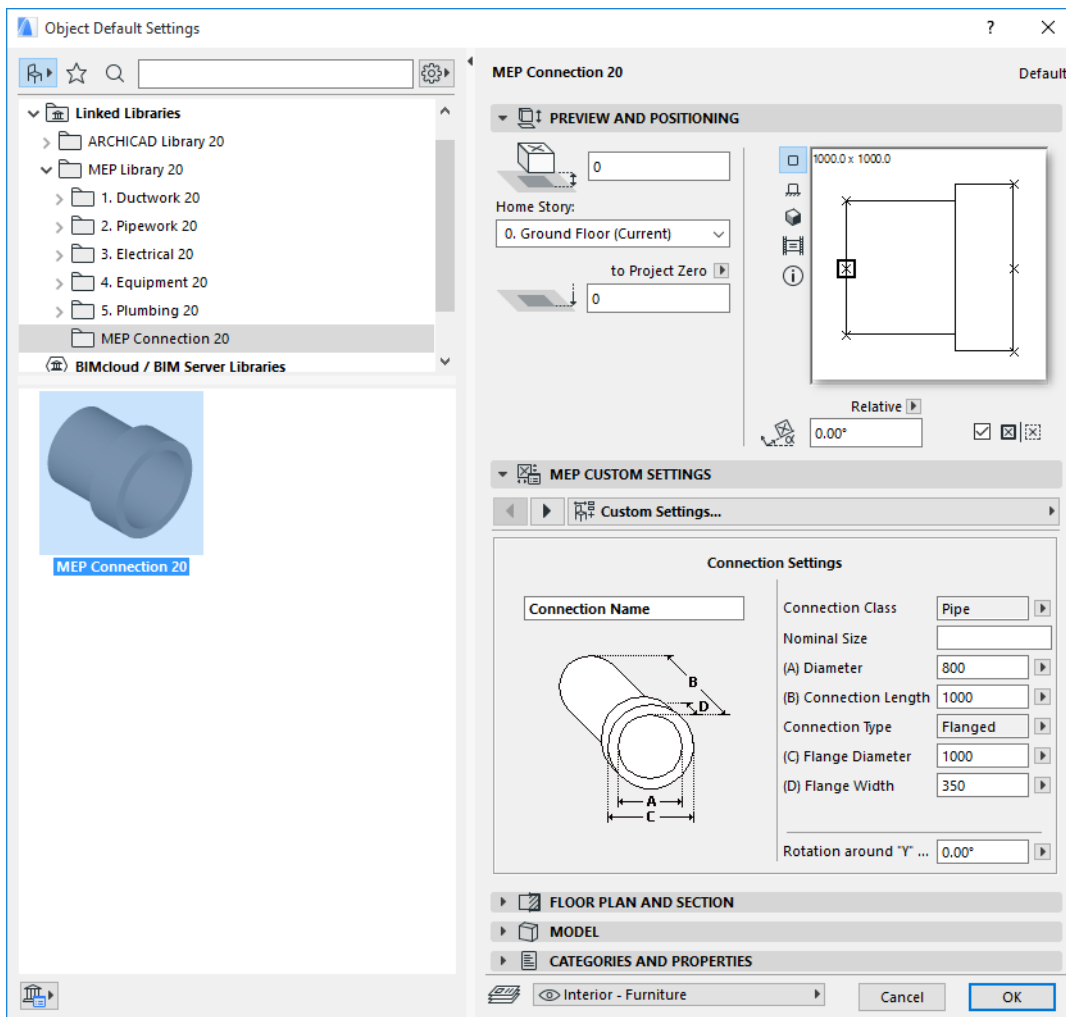 Object Default Settings
?
Linked Libraries
ARCHICAD Library 20
MEP Library 20
1. Ductwork 20
2. Pipework 20
3. Electrical 20
4. Equipment 20
5. Plumbing 20
MEP Connection 20
BIMcloud / BIM Server Libraries
MEP Connection 20
MEP Connection 20
Default
PREVIEW AND POSITIONING
0
Home Story:
0. Ground Floor (Current)
to Project Zero
0
1000.0 x 1000.0
Relative
α
0.00°
MEP CUSTOM SETTINGS
Custom Settings...
Connection Settings
Connection Name
B
D
A
C
Connection Class Pipe
Nominal Size
(A) Diameter 800
(B) Connection Length 1000
Connection Type Flanged
(C) Flange Diameter 1000
(D) Flange Width 350
Rotation around "Y" ... 0.00°
FLOOR PLAN AND SECTION
MODEL
CATEGORIES AND PROPERTIES
Interior - Furniture
Cancel
OK